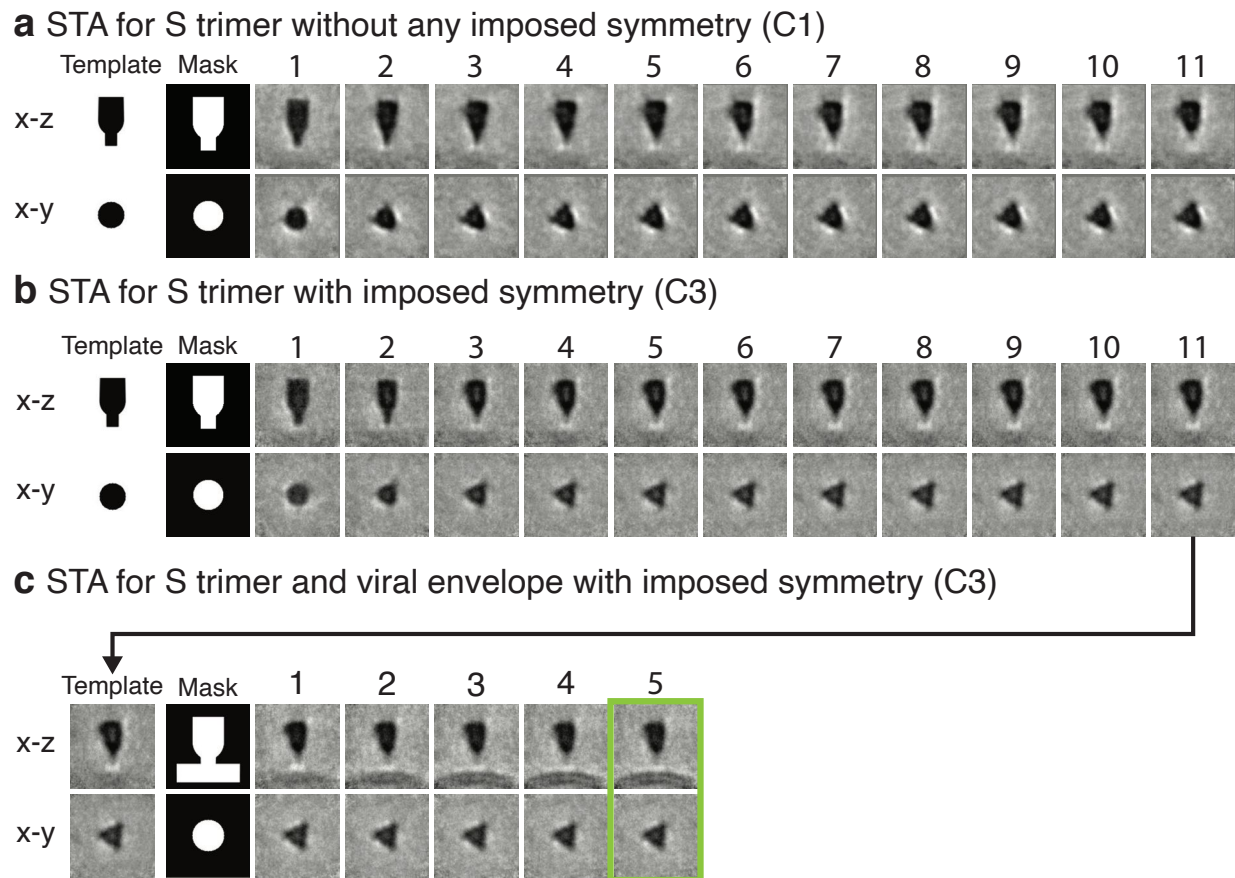 a STA for S trimer without any imposed symmetry (C1)
Template Mask 1 2 3 4 5 6 7 8 9 10 11
x-z
x-y
b STA for S trimer with imposed symmetry (C3)
Template Mask 1 2 3 4 5 6 7 8 9 10 11
x-z
x-y
c STA for S trimer and viral envelope with imposed symmetry (C3)
Template Mask 1 2 3 4 5
x-z
x-y